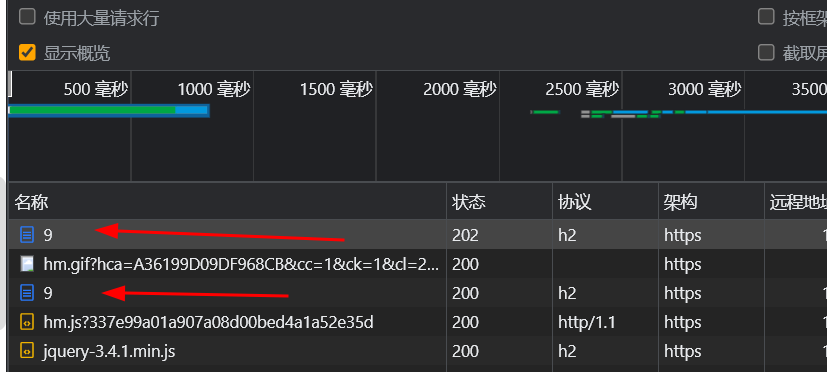 使用大量请求行 按框架
显示概览 截取屏
500 毫秒 1000 毫秒 1500 毫秒 2000 毫秒 2500 毫秒 3000 毫秒 3500
名称 状态 协议 架构 远程地址
9 202 h2 https 1
hm.gif?hca=A36199D09DF968CB&cc=1&ck=1&cl=2... 200 https
9 200 h2 https 1
hm.js?337e99a01a907a08d00bed4a1a52e35d 200 http/1.1 https 1
jquery-3.4.1.min.js 200 h2 https 1